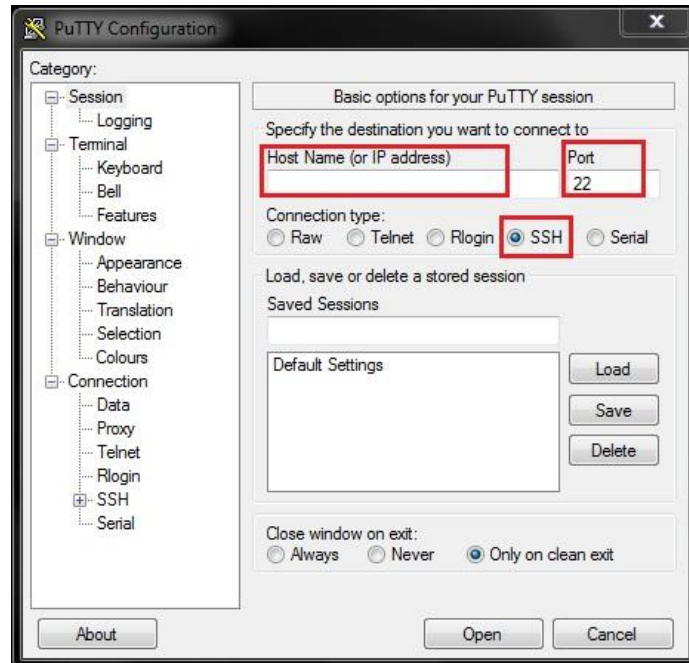 PuTTY Configuration
X
Category:
Session
Logging
Terminal
Keyboard
Bell
Features
Window
Appearance
Behaviour
Translation
Selection
Colours
Connection
Data
Proxy
Telnet
Rlogin
SSH
Serial
Basic options for your PuTTY session
Specify the destination you want to connect to
Host Name (or IP address) Port
22
Connection type:
Raw Telnet Rlogin SSH Serial
Load, save or delete a stored session
Saved Sessions
Default Settings
Load
Save
Delete
Close window on exit:
Always Never Only on clean exit
About Open Cancel